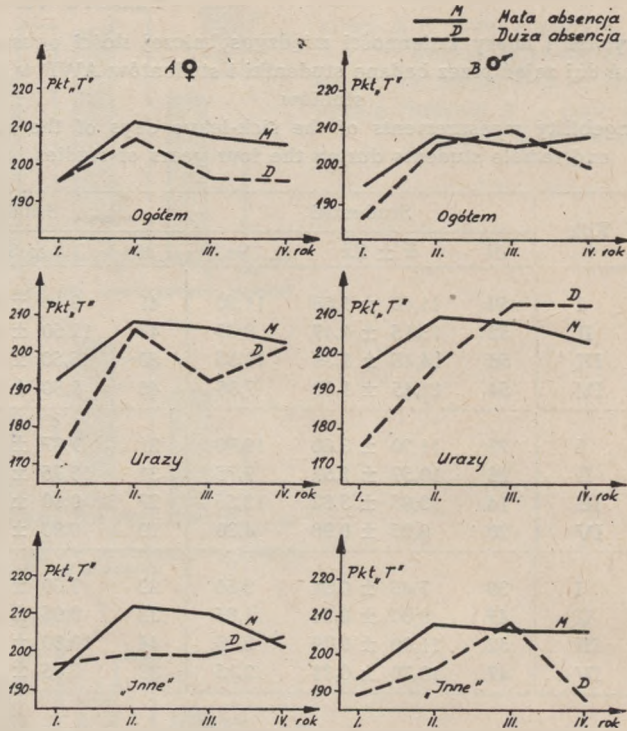 M Mała absencja
D Duża absencja
A ♀
Pkt„T"
220
210
200
190
M
D
Ogółem
I. II. III. IV. rok
B ♂
Pkt„T"
220
210
200
190
M
D
Ogółem
I. II. III. IV. rok
Pkt„T"
210
200
190
180
170
M
D
Urazy
I. II. III. IV. rok
Pkt„T"
240
210
200
190
180
170
D
M
Urazy
I. II. III. IV. rok
Pkt„T"
220
210
200
190
M
D
„Inne"
I. II. III. IV. rok
Pkt„T"
220
210
200
190
M
D
„Inne"
I. II. III. IV. rok